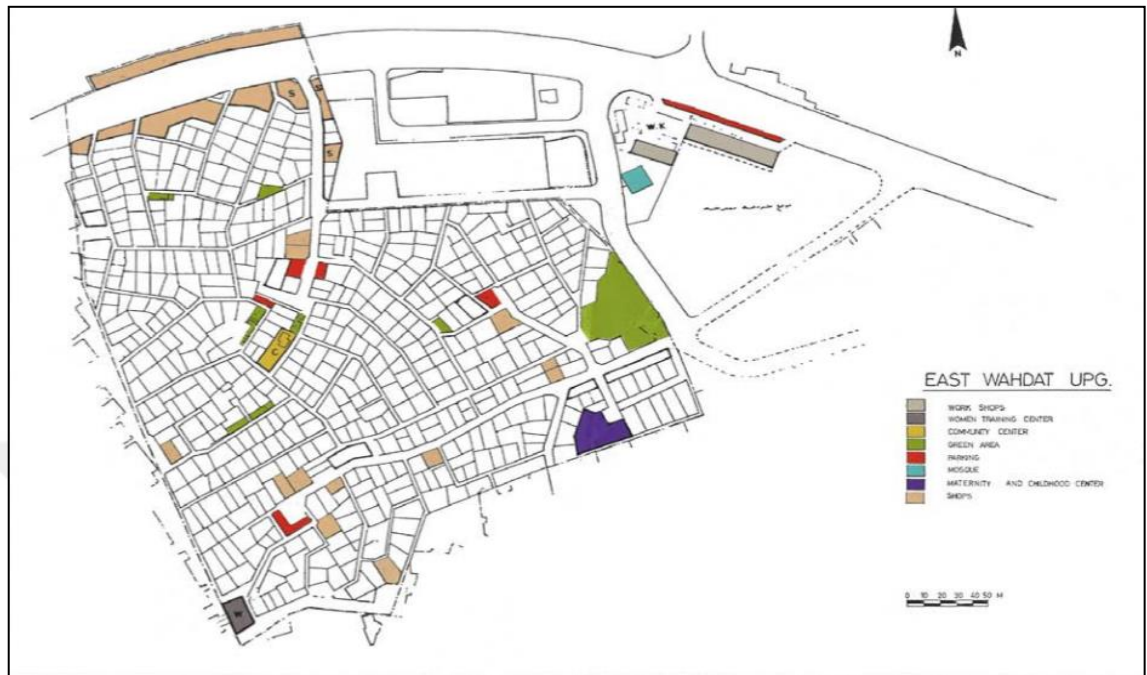 N
S
S
S
W.K
C
W
EAST WAHDAT UPG.
WORK SHOPS
WOMEN TRAINING CENTER
COMMUNITY CENTER
GREEN AREA
PARKING
MOSQUE
MATERNITY AND CHILDHOOD CENTER
SHOPS
0 10 20 30 40 50 M